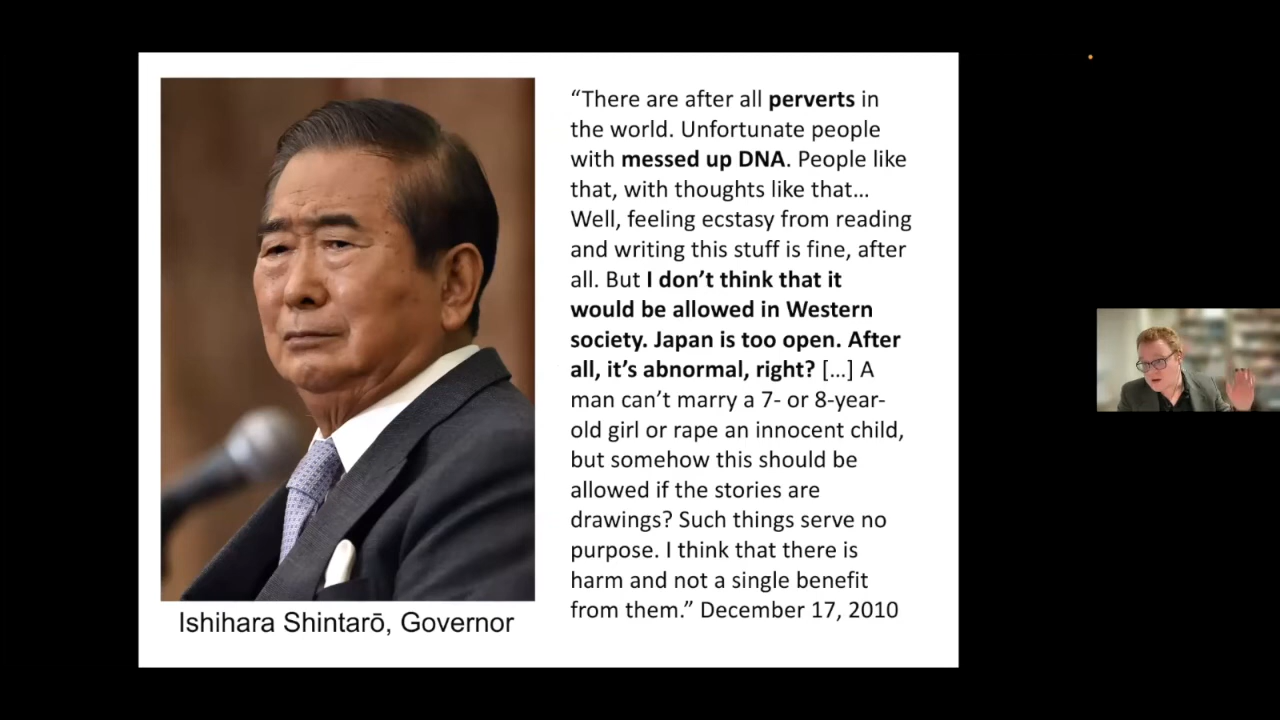 “There are after all perverts in
the world. Unfortunate people
with messed up DNA. People like
that, with thoughts like that…
Well, feeling ecstasy from reading
and writing this stuff is fine, after
all. But I don’t think that it
would be allowed in Western
society. Japan is too open. After
all, it’s abnormal, right? […] A
man can’t marry a 7- or 8-year-
old girl or rape an innocent child,
but somehow this should be
allowed if the stories are
drawings? Such things serve no
purpose. I think that there is
harm and not a single benefit
from them.” December 17, 2010
Ishihara Shintarō, Governor